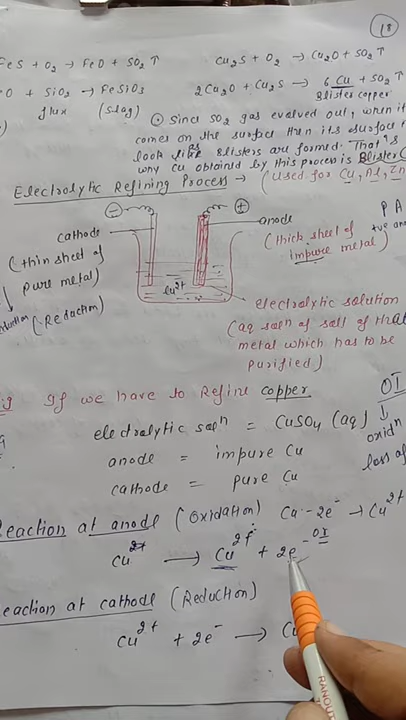 18
FeS + O₂ → FeO + SO₂ ↑
Cu₂S + O₂ → Cu₂O + SO₂ ↑
O + SiO₂ → FeSiO₃
flux (slag)
2Cu₂O + Cu₂S → 6 Cu + SO₂ ↑
Blister copper
Since SO₂ gas evolved out, when it
comes on the surface then its surface
look like blisters are formed. That's
why Cu obtained by this process is Blister
Electrolytic Refining Process → (used for Cu, Al, Zn
cathode
(thin sheet of
pure metal)
(Reduction)
Cu²⁺
anode
(thick sheet of
impure metal)
P A
+ve an
electrolytic solution
(aq soln of salt of that
metal which has to be
purified)
eg If we have to Refine copper
electrolytic soln = CuSO₄ (aq)
anode = impure Cu
cathode = pure Cu
OI
↓
oxidn
loss of
Reaction at anode (Oxidation) Cu - 2e⁻ → Cu²⁺
or
Cu → Cu²⁺ + 2e⁻
Reaction at cathode (Reduction)
Cu²⁺ + 2e⁻ → C